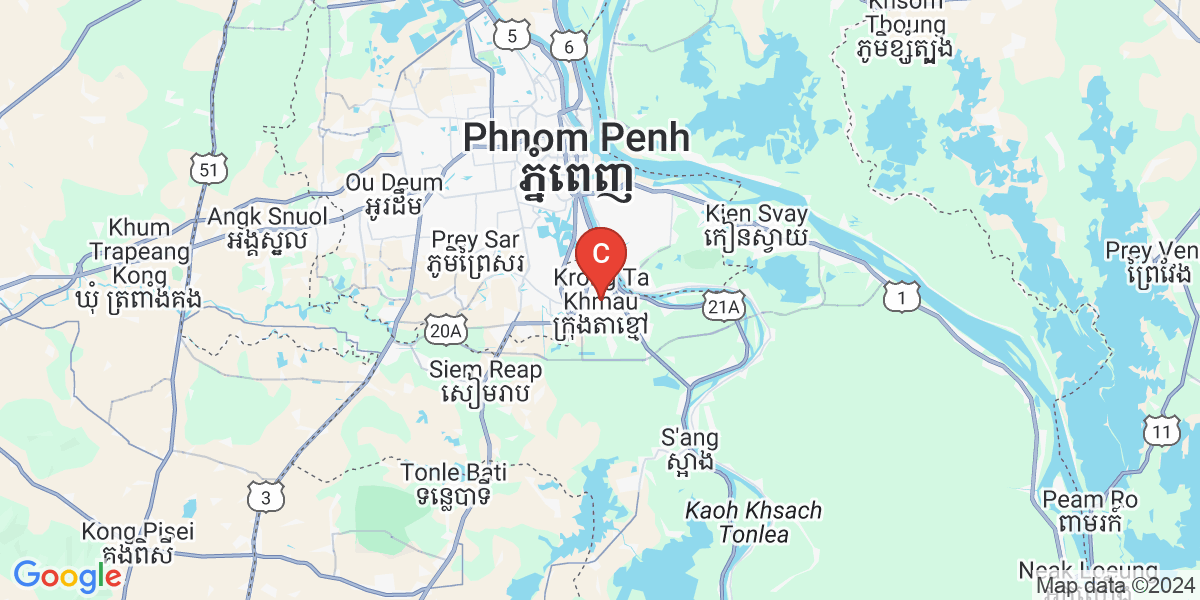 Khsom
Thoung
ភូមិខ្សំត្បូង
5
6
Phnom Penh
ភ្នំពេញ
51
Ou Deum
អូរដឹម
Angk Snuol
អង្គស្នួល
Khum
Trapeang
Kong
ឃុំ ត្រពាំងគង
Prey Sar
ភូមិព្រៃសរ
Kien Svay
កៀនស្វាយ
Prey Ven
ព្រៃវែង
C
Krong Ta
Khmau
ក្រុងតាខ្មៅ
21A
1
20A
Siem Reap
សៀមរាប
S'ang
ស្អាង
11
Tonle Bati
ទន្លេបាទី
3
Kaoh Khsach
Tonlea
Peam Ro
ពាមរក៍
Kong Pisei
គងពិសី
Neak Loeung
Google
Map data ©2024